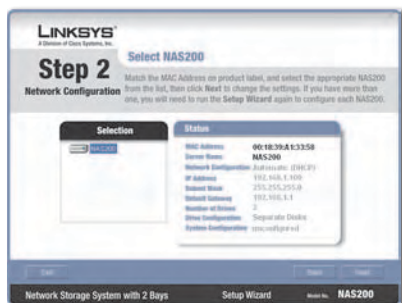 LINKSYS®
A Division of Cisco Systems, Inc.
Step 2
Network Configuration
Select NAS200
Match the MAC Address on product label, and select the appropriate NAS200
from the list, then click Next to change the settings. If you have more than
one, you will need to run the Setup Wizard again to configure each NAS200.
Selection
NAS200
Status
MAC Address 00:18:39:A1:33:58
Server Name NAS200
Network Configuration Automatic (DHCP)
IP Address 192.168.1.100
Subnet Mask 255.255.255.0
Default Gateway 192.168.1.1
Number of Drives 2
Drive Configuration Separate Disks
System Configuration unconfigured
Exit
Back
Next
Network Storage System with 2 Bays
Setup Wizard
Model No. NAS200